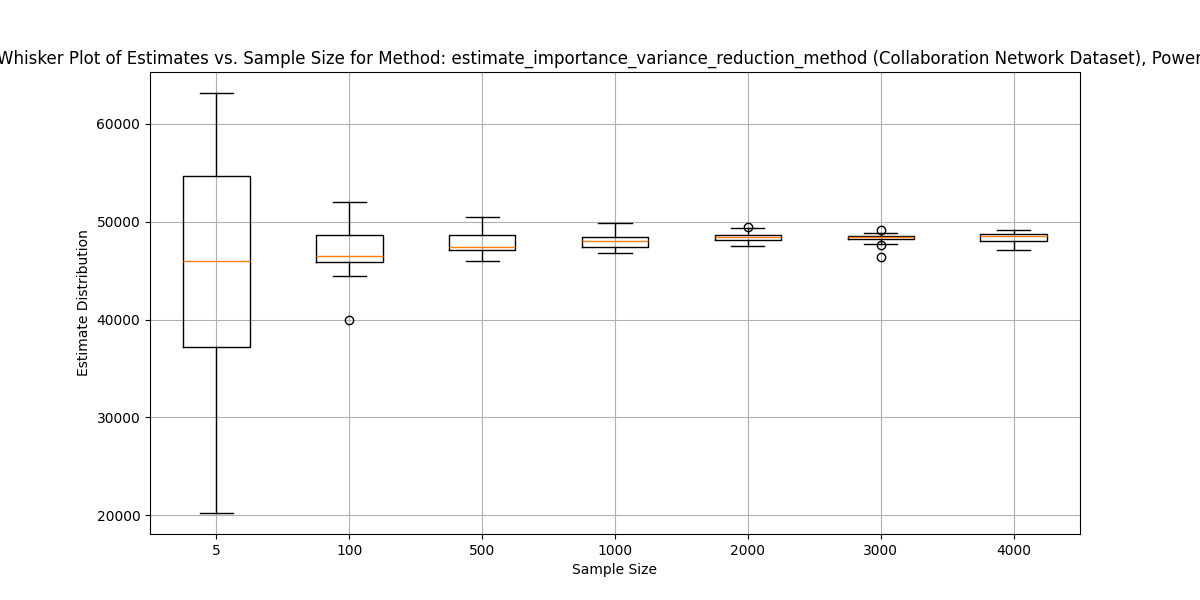 Whisker Plot of Estimates vs. Sample Size for Method: estimate_importance_variance_reduction_method (Collaboration Network Dataset), Power
60000
50000
40000
30000
20000
Estimate Distribution
5 100 500 1000 2000 3000 4000
Sample Size